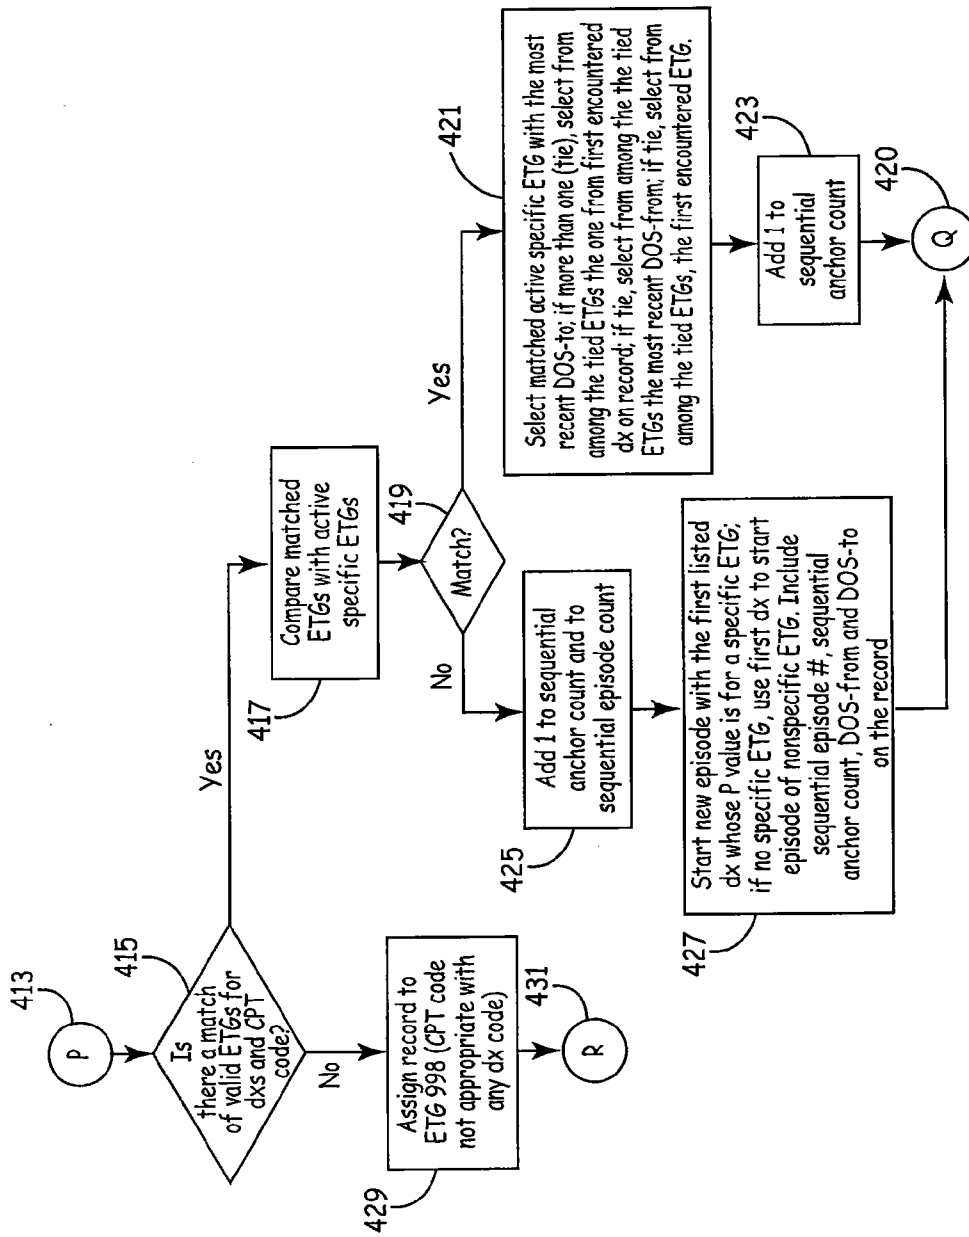 413
P
415
Is
there a match
of valid ETGs for
dxs and CPT
code?
Yes
No
429
Assign record to
ETG 998 (CPT code
not appropriate with
any dx code)
431
R
417
Compare matched
ETGs with active
specific ETGs
419
Match?
Yes
No
421
Select matched active specific ETG with the most
recent DOS-to; if more than one (tie), select from
among the tied ETGs the one from first encountered
dx on record; if tie, select from among the the tied
ETGs the most recent DOS-from; if tie, select from
among the tied ETGs, the first encountered ETG.
423
Add 1 to
sequential
anchor count
425
Add 1 to sequential
anchor count and to
sequential episode count
427
Start new episode with the first listed
dx whose P value is for a specific ETG;
if no specific ETG, use first dx to start
episode of nonspecific ETG. Include
sequential episode #, sequential
anchor count, DOS-from and DOS-to
on the record
420
Q